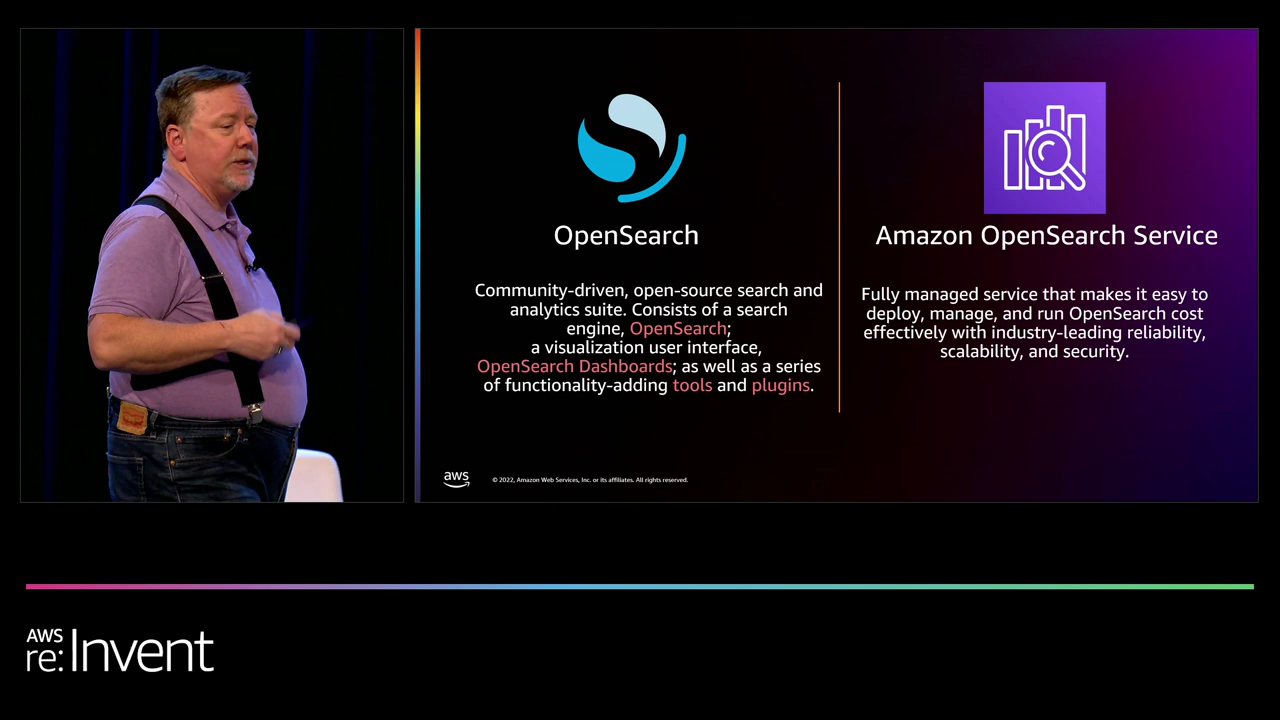 OpenSearch
Community-driven, open-source search and
analytics suite. Consists of a search
engine, OpenSearch;
a visualization user interface,
OpenSearch Dashboards; as well as a series
of functionality-adding tools and plugins.
Amazon OpenSearch Service
Fully managed service that makes it easy to
deploy, manage, and run OpenSearch cost
effectively with industry-leading reliability,
scalability, and security.
aws
© 2022, Amazon Web Services, Inc. or its affiliates. All rights reserved.
AWS
re:Invent